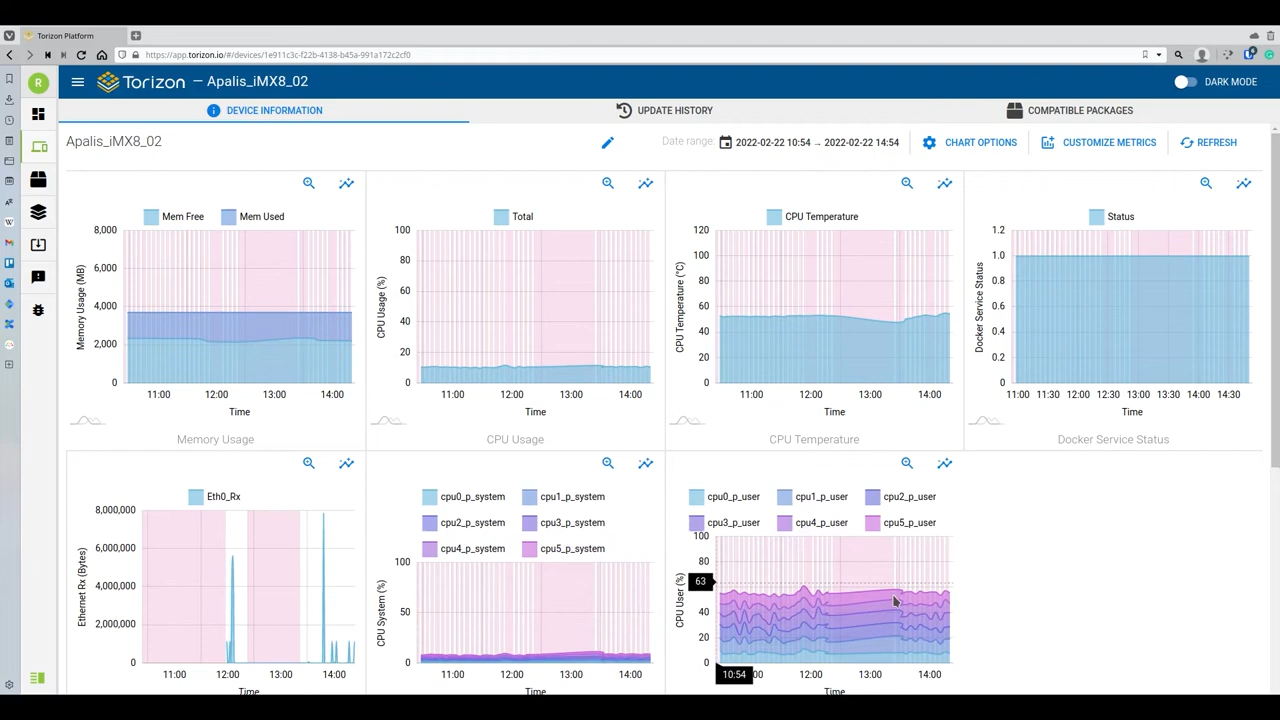 Torizon Platform
https://app.torizon.io/#/devices/1e911c3c-f22b-4138-b45a-991a172c2cf0
R
Torizon — Apalis_iMX8_02
DARK MODE
DEVICE INFORMATION
UPDATE HISTORY
COMPATIBLE PACKAGES
Apalis_iMX8_02
Date range:
2022-02-22 10:54 → 2022-02-22 14:54
CHART OPTIONS
CUSTOMIZE METRICS
REFRESH
Mem Free
Mem Used
8,000
6,000
4,000
2,000
0
Memory Usage (MB)
11:00
12:00
13:00
14:00
Time
Memory Usage
Total
100
80
60
40
20
0
CPU Usage (%)
11:00
12:00
13:00
14:00
Time
CPU Usage
CPU Temperature
120
100
80
60
40
20
0
CPU Temperature (°C)
11:00
12:00
13:00
14:00
Time
CPU Temperature
Status
1.2
1.0
0.8
0.6
0.4
0.2
0
Docker Service Status
11:00
11:30
12:00
12:30
13:00
13:30
14:00
14:30
Time
Docker Service Status
Eth0_Rx
8,000,000
6,000,000
4,000,000
2,000,000
0
Ethernet Rx (Bytes)
11:00
12:00
13:00
14:00
Time
cpu0_p_system
cpu1_p_system
cpu2_p_system
cpu3_p_system
cpu4_p_system
cpu5_p_system
100
50
0
CPU System (%)
11:00
12:00
13:00
14:00
Time
cpu0_p_user
cpu1_p_user
cpu2_p_user
cpu3_p_user
cpu4_p_user
cpu5_p_user
100
80
63
40
20
0
CPU User (%)
10:54
00
12:00
13:00
14:00
Time